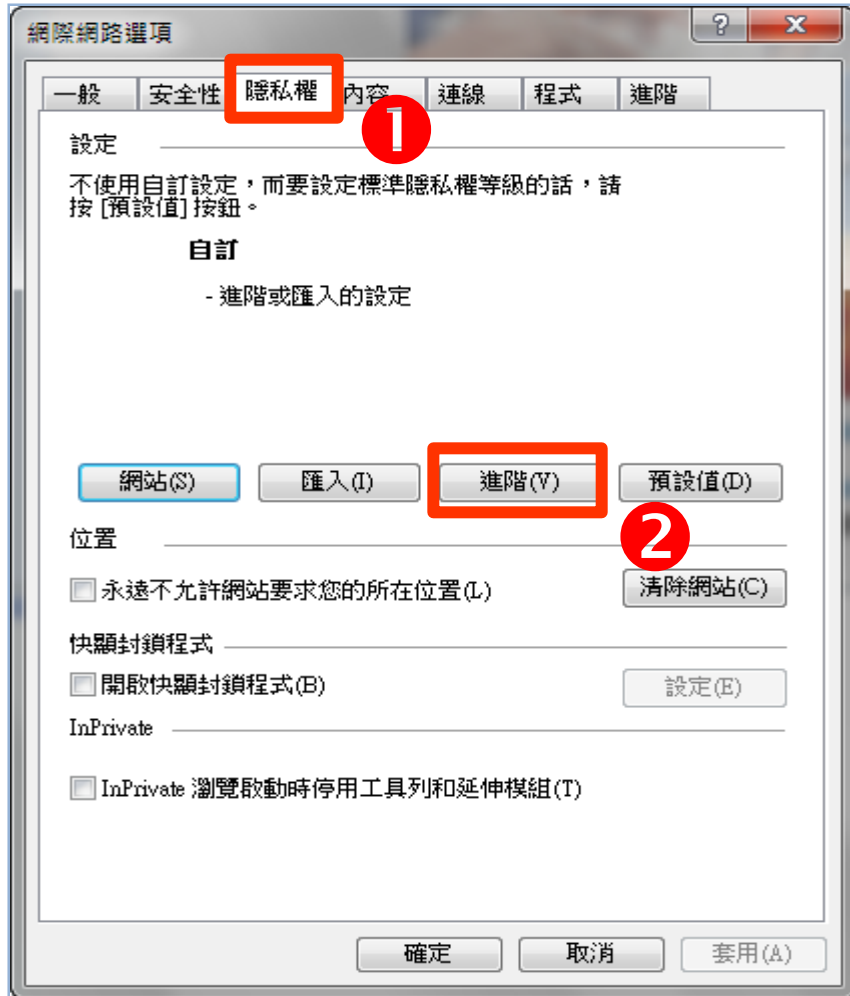 網際網路選項
?
X
一般 安全性 隱私權 內容 連線 程式 進階
1
設定
不使用自訂設定，而要設定標準隱私權等級的話，請
按 [預設值] 按鈕。
自訂
- 進階或匯入的設定
網站(S) 匯入(I) 進階(V) 預設值(D)
2
位置
永遠不允許網站要求您的所在位置(L) 清除網站(C)
快顯封鎖程式
開啟快顯封鎖程式(B) 設定(E)
InPrivate
InPrivate 瀏覽啟動時停用工具列和延伸模組(T)
確定 取消 套用(A)